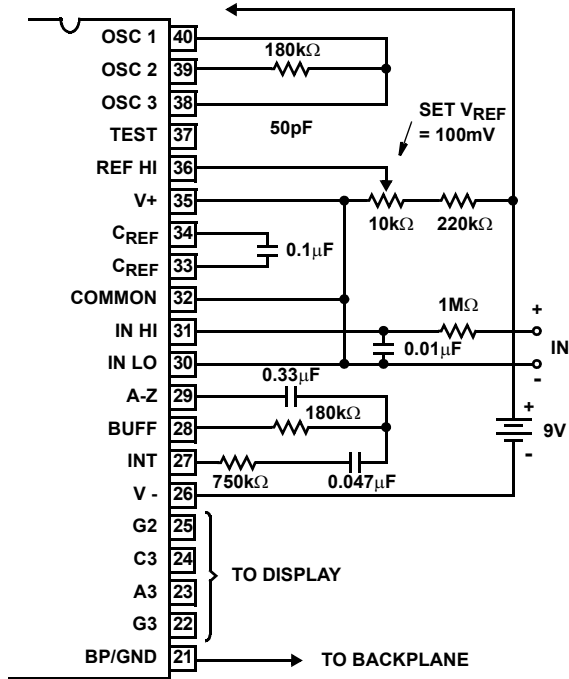 OSC 1 40
180kΩ
OSC 2 39
OSC 3 38
SET VREF
= 100mV
TEST 37
50pF
REF HI 36
V+ 35
10kΩ 220kΩ
CREF 34
0.1µF
CREF 33
COMMON 32
1MΩ
IN HI 31
+
IN
0.01µF
IN LO 30
-
0.33µF
A-Z 29
180kΩ
+
BUFF 28
9V
-
INT 27
750kΩ 0.047µF
V - 26
G2 25
C3 24
TO DISPLAY
A3 23
G3 22
BP/GND 21 TO BACKPLANE